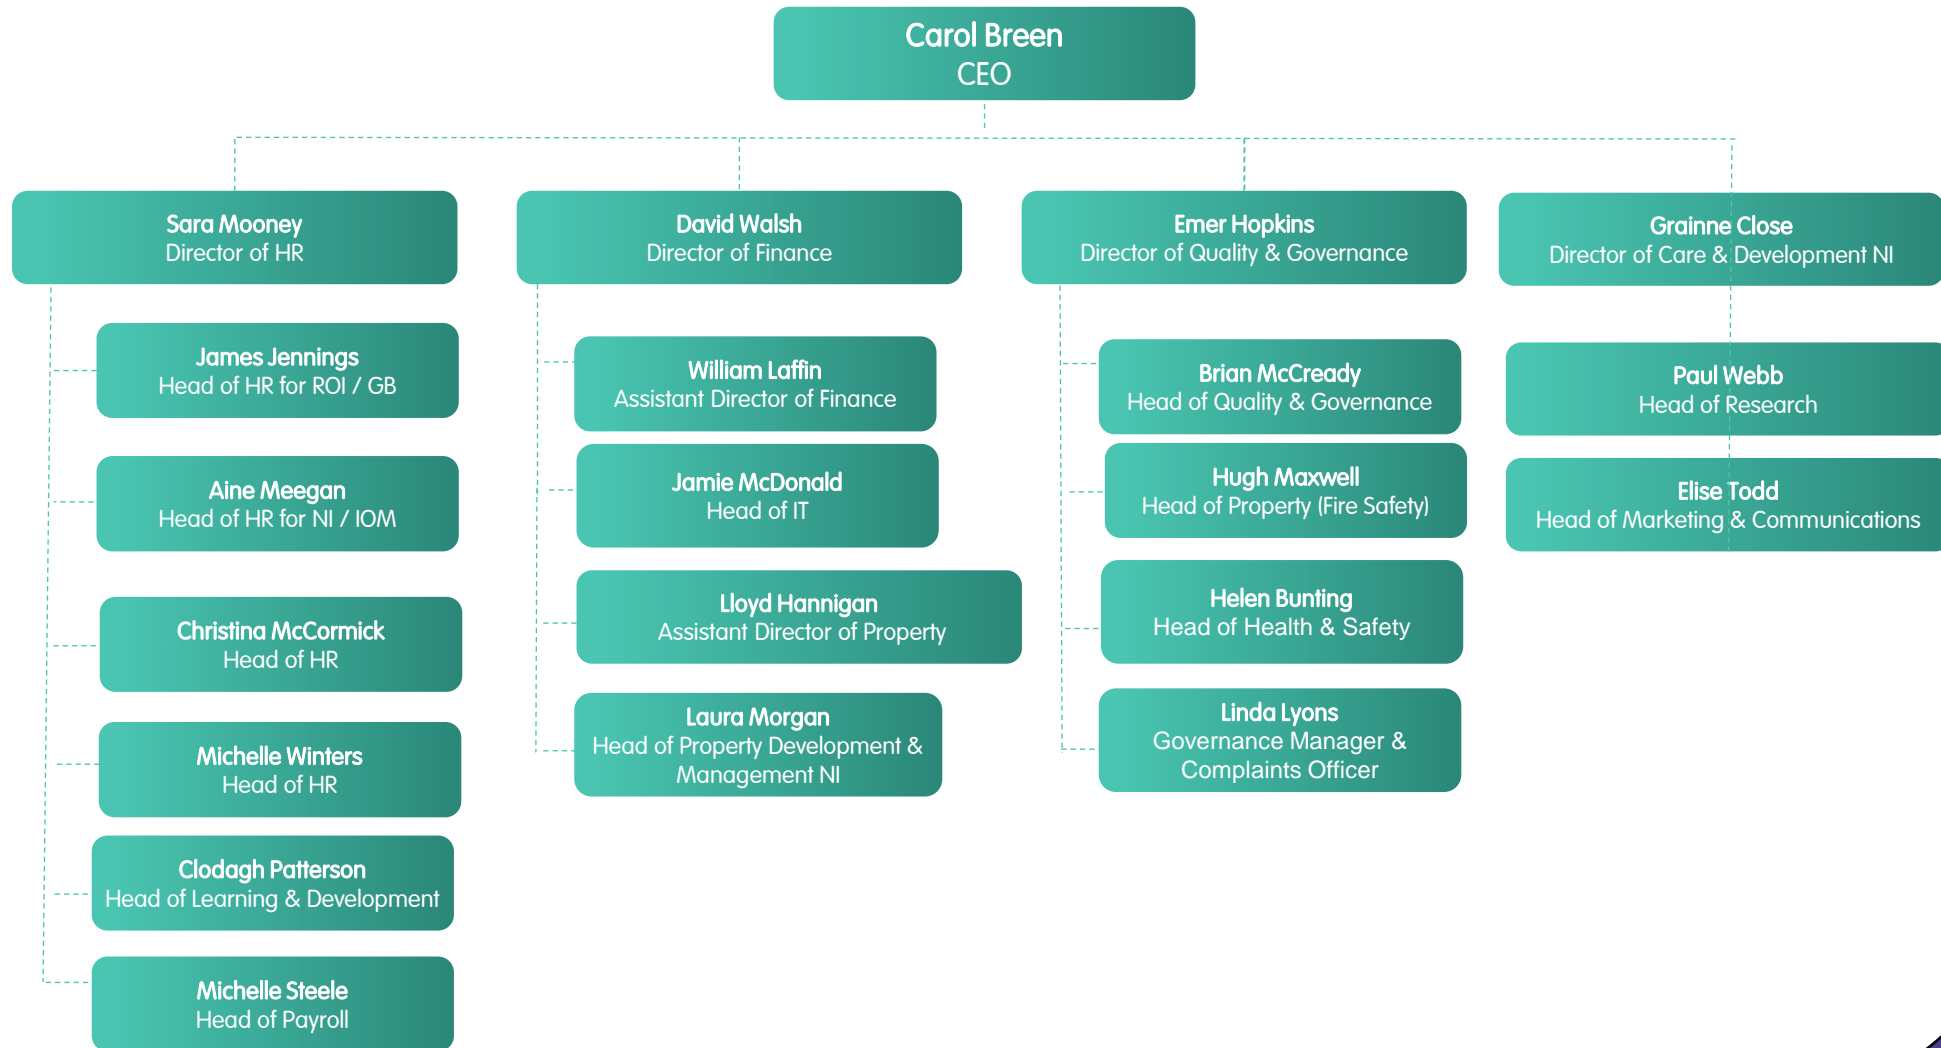 Carol Breen
CEO
Sara Mooney
Director of HR
David Walsh
Director of Finance
Emer Hopkins
Director of Quality & Governance
Grainne Close
Director of Care & Development NI
James Jennings
Head of HR for ROI / GB
Aine Meegan
Head of HR for NI / IOM
Christina McCormick
Head of HR
Michelle Winters
Head of HR
Clodagh Patterson
Head of Learning & Development
Michelle Steele
Head of Payroll
William Laffin
Assistant Director of Finance
Jamie McDonald
Head of IT
Lloyd Hannigan
Assistant Director of Property
Laura Morgan
Head of Property Development &
Management NI
Brian McCready
Head of Quality & Governance
Hugh Maxwell
Head of Property (Fire Safety)
Helen Bunting
Head of Health & Safety
Linda Lyons
Governance Manager &
Complaints Officer
Paul Webb
Head of Research
Elise Todd
Head of Marketing & Communications